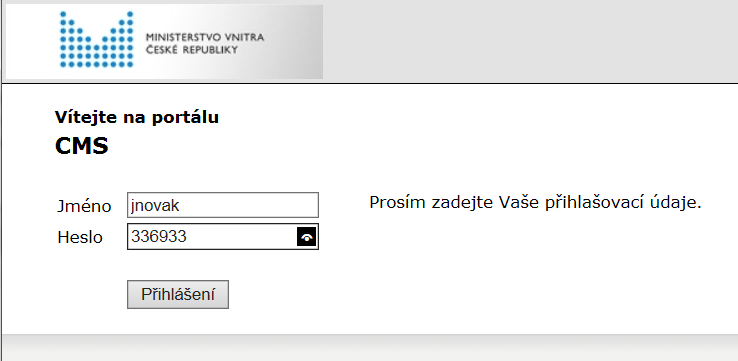 MINISTERSTVO VNITRA
ČESKÉ REPUBLIKY
Vítejte na portálu
CMS
Jméno jnovak
Prosím zadejte Vaše přihlašovací údaje.
Heslo 336933
Přihlášení